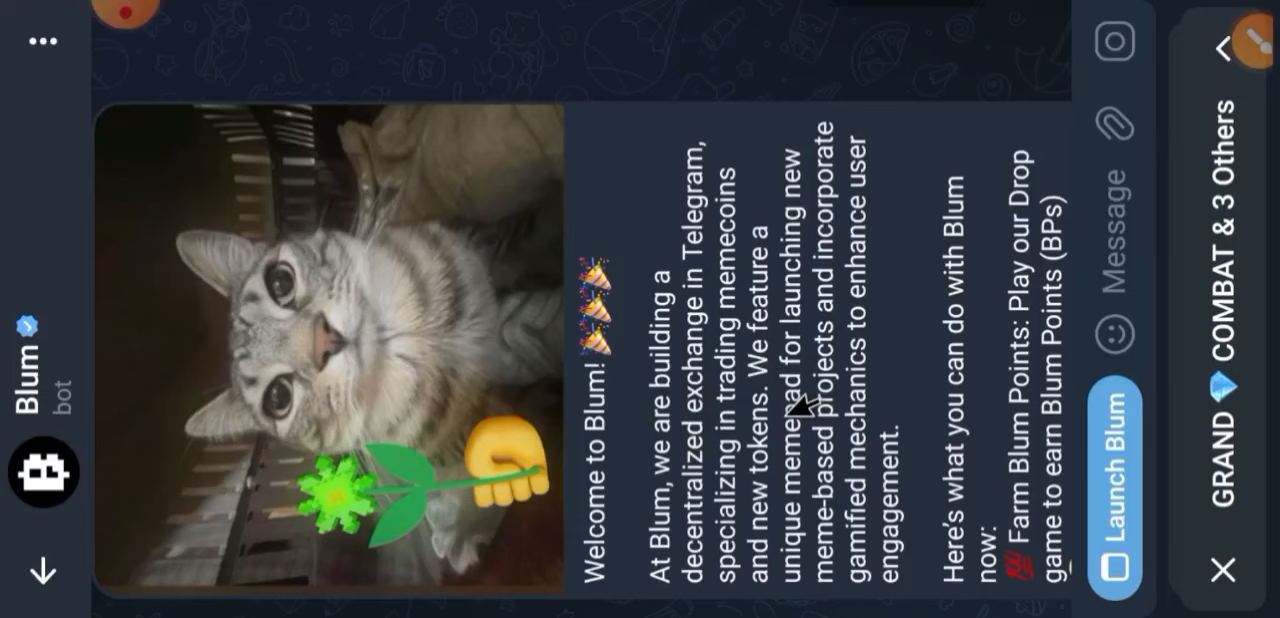 Blum
bot
Welcome to Blum! 🎉🎉🎉
At Blum, we are building a
decentralized exchange in Telegram,
specializing in trading memecoins
and new tokens. We feature a
unique memepad for launching new
meme-based projects and incorporate
gamified mechanics to enhance user
engagement.
Here's what you can do with Blum
now:
💯 Farm Blum Points: Play our Drop
game to earn Blum Points (BPs)
Launch Blum
Message
GRAND 💎 COMBAT & 3 Others